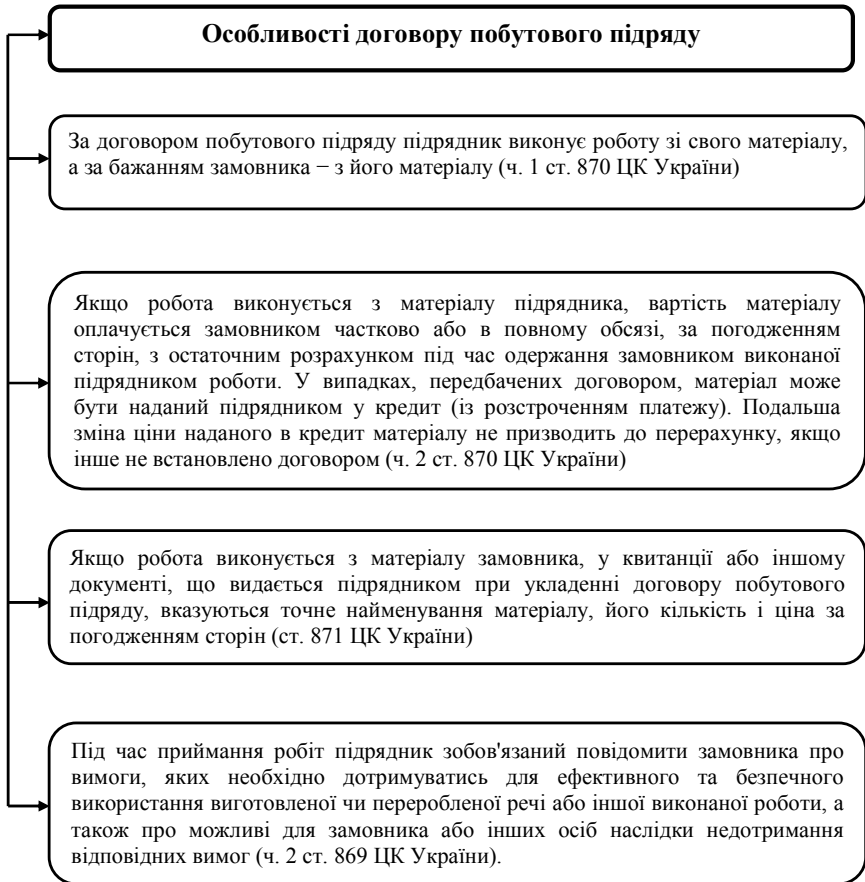 Особливості договору побутового підряду
За договором побутового підряду підрядник виконує роботу зі свого матеріалу,
а за бажанням замовника − з його матеріалу (ч. 1 ст. 870 ЦК України)
Якщо робота виконується з матеріалу підрядника, вартість матеріалу
оплачується замовником частково або в повному обсязі, за погодженням
сторін, з остаточним розрахунком під час одержання замовником виконаної
підрядником роботи. У випадках, передбачених договором, матеріал може
бути наданий підрядником у кредит (із розстроченням платежу). Подальша
зміна ціни наданого в кредит матеріалу не призводить до перерахунку, якщо
інше не встановлено договором (ч. 2 ст. 870 ЦК України)
Якщо робота виконується з матеріалу замовника, у квитанції або іншому
документі, що видається підрядником при укладенні договору побутового
підряду, вказуються точне найменування матеріалу, його кількість і ціна за
погодженням сторін (ст. 871 ЦК України)
Під час приймання робіт підрядник зобов'язаний повідомити замовника про
вимоги, яких необхідно дотримуватись для ефективного та безпечного
використання виготовленої чи переробленої речі або іншої виконаної роботи, а
також про можливі для замовника або інших осіб наслідки недотримання
відповідних вимог (ч. 2 ст. 869 ЦК України).